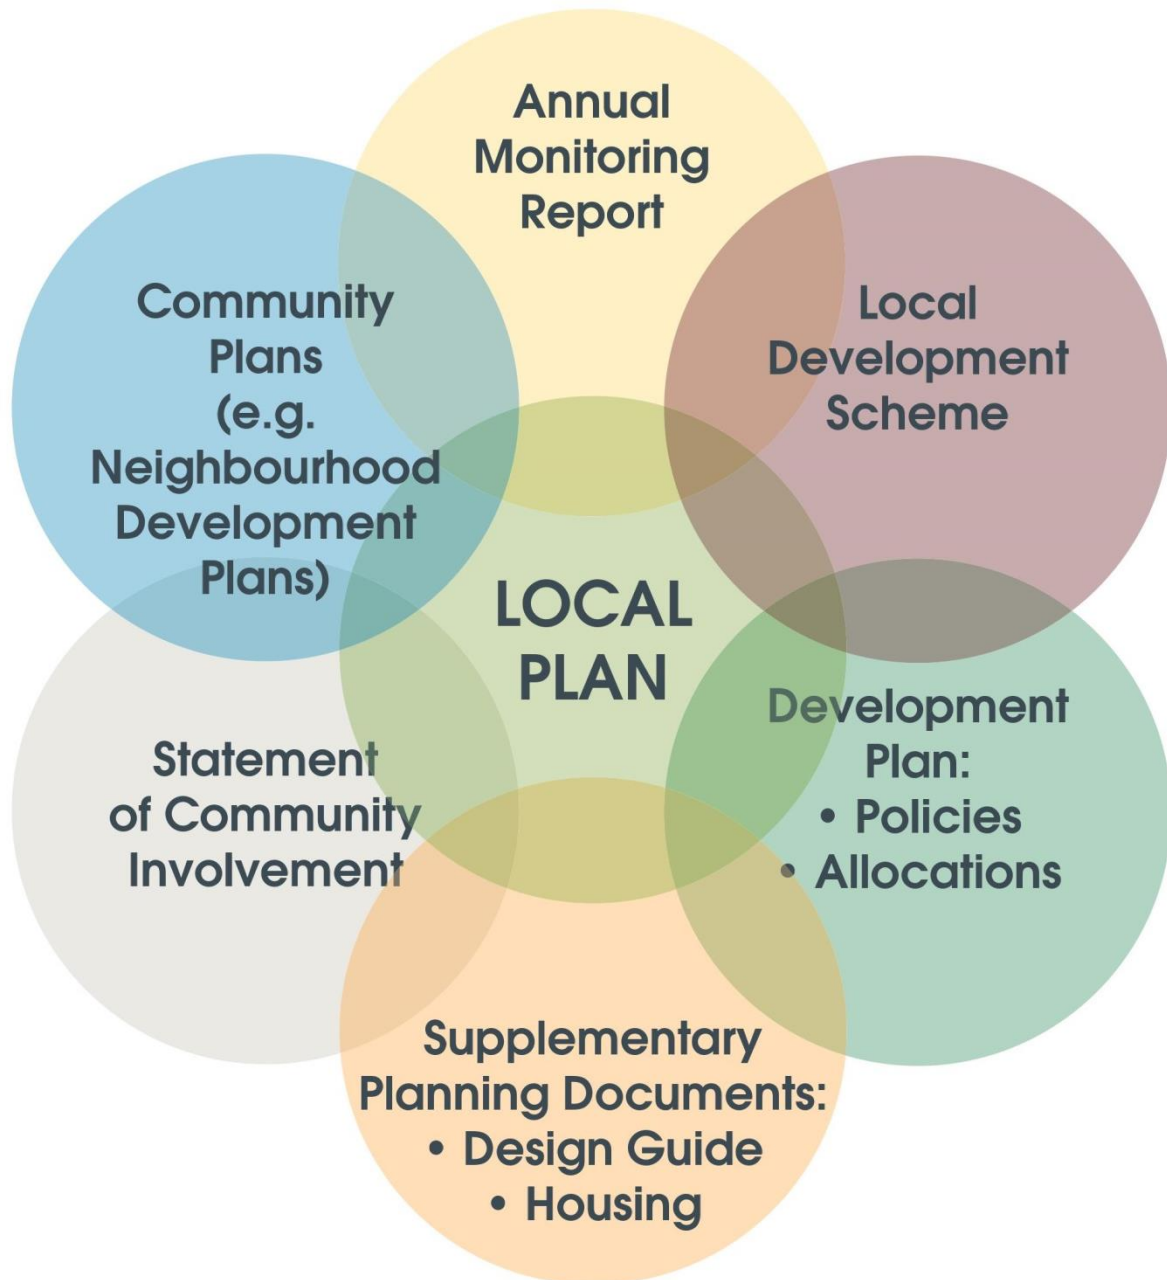 Annual
Monitoring
Report
Community
Plans
(e.g.
Neighbourhood
Development
Plans)
Local
Development
Scheme
LOCAL
PLAN
Statement
of Community
Involvement
Development
Plan:
• Policies
• Allocations
Supplementary
Planning Documents:
• Design Guide
• Housing